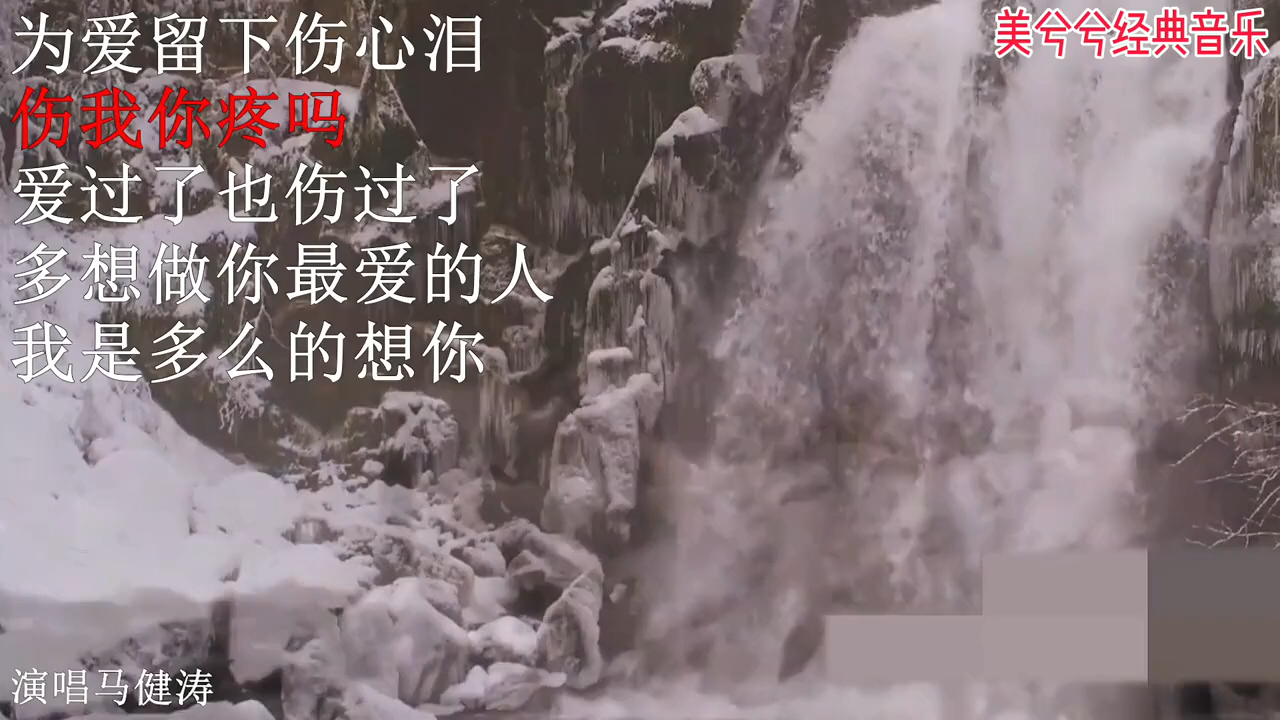 为爱留下伤心泪
美兮兮经典音乐
伤我你疼吗
爱过了也伤过了
多想做你最爱的人
我是多么的想你
演唱马健涛